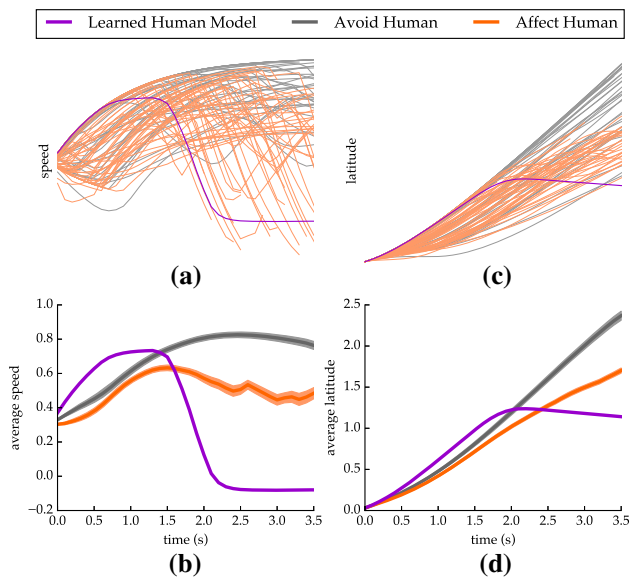 Learned Human Model Avoid Human Affect Human
speed
(a)
latitude
(c)
average speed
1.0
0.8
0.6
0.4
0.2
0.0
−0.2
0.0 0.5 1.0 1.5 2.0 2.5 3.0 3.5
time (s)
(b)
average latitude
2.5
2.0
1.5
1.0
0.5
0.0
0.0 0.5 1.0 1.5 2.0 2.5 3.0 3.5
time (s)
(d)